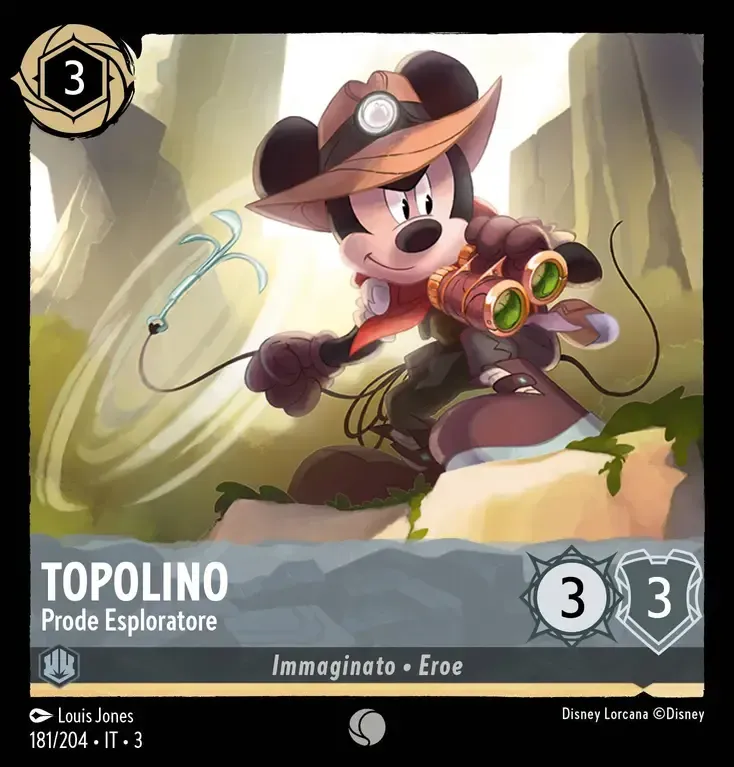 3
TOPOLINO
Prode Esploratore
3
3
Immaginato • Eroe
Louis Jones
Disney Lorcana ©Disney
181/204 • IT • 3